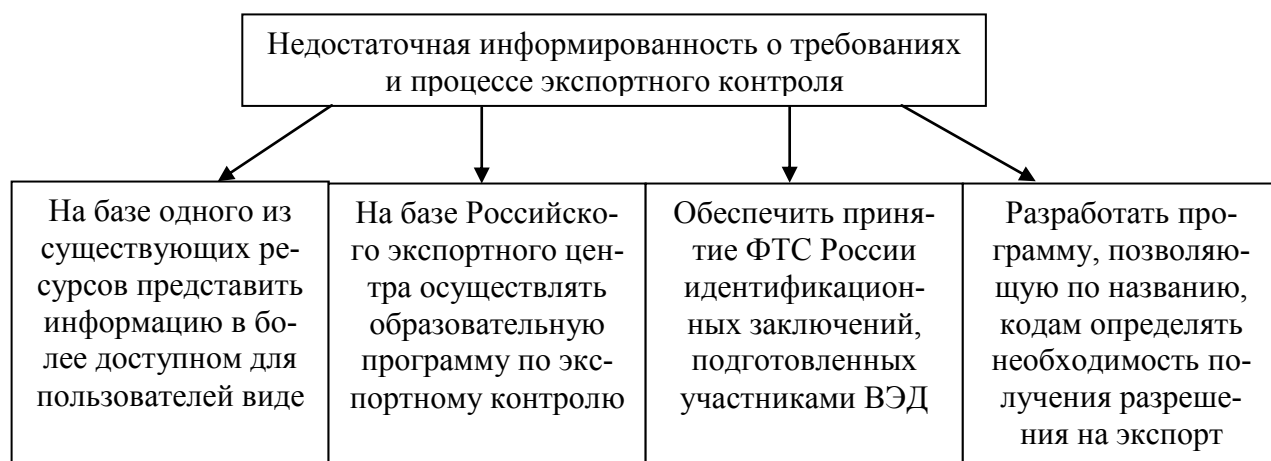 Недостаточная информированность о требованиях
и процессе экспортного контроля
На базе одного из
существующих ре-
сурсов представить
информацию в бо-
лее доступном для
пользователей виде
На базе Российско-
го экспортного цен-
тра осуществлять
образовательную
программу по экс-
портному контролю
Обеспечить приня-
тие ФТС России
идентификацион-
ных заключений,
подготовленных
участниками ВЭД
Разработать про-
грамму, позволяю-
щую по названию,
кодам определять
необходимость по-
лучения разреше-
ния на экспорт